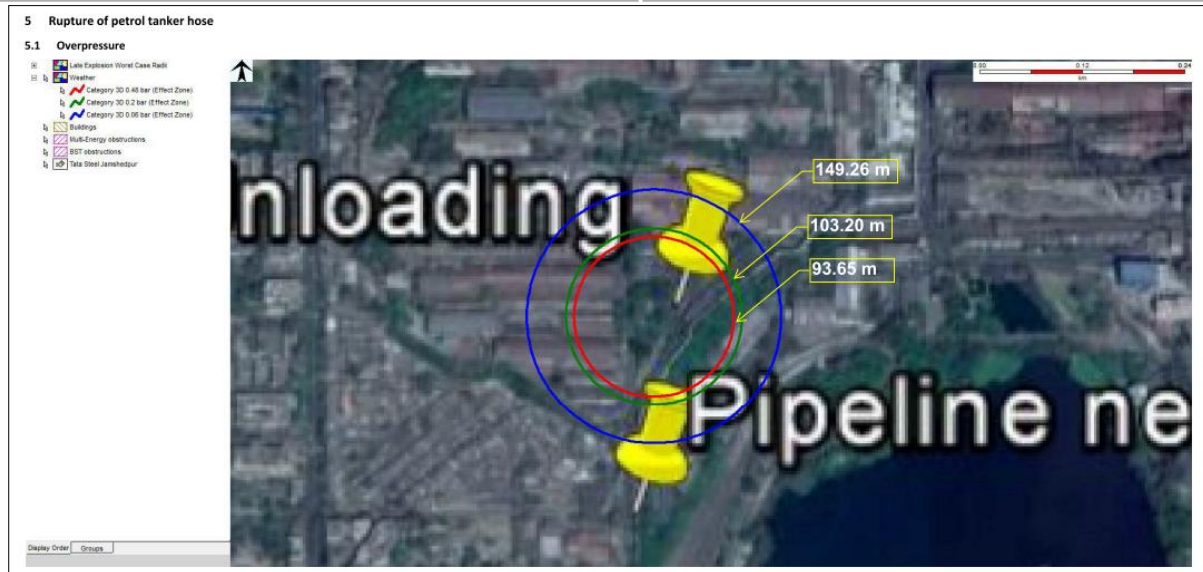 5 Rupture of petrol tanker hose
5.1 Overpressure
Late Explosion Worst Case Radii
Weather
Category 3D 0.48 bar (Effect Zone)
Category 3D 0.2 bar (Effect Zone)
Category 3D 0.06 bar (Effect Zone)
Buildings
Multi-Energy obstructions
BST obstructions
Tata Steel Jamshedpur
0.00 0.12 0.24
km
149.26 m
nloading
103.20 m
93.65 m
Pipeline ne
Display Order Groups